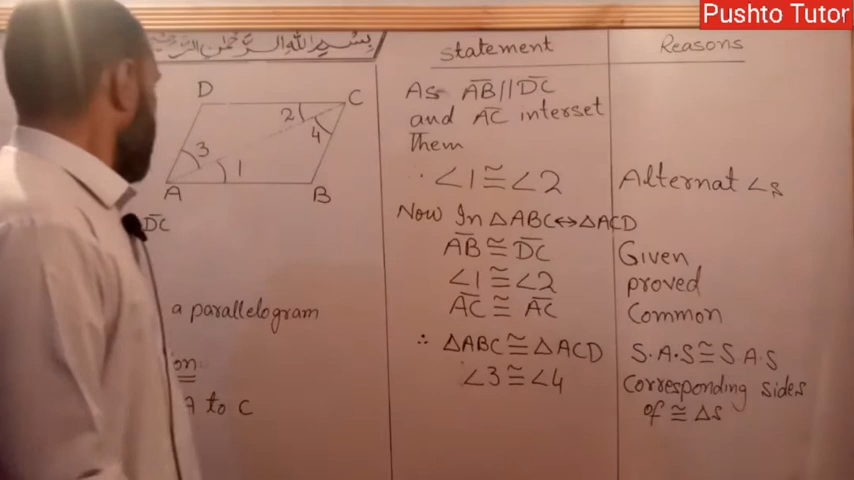 Pushto Tutor
بسم الله الرحمن الرحيم
statement
Reasons
D
C
2
4
3
1
A
B
DC
a parallelogram
on:
A to C
As AB // DC
and AC interset
Them
∴ ∠1 ≅ ∠2
Alternat ∠s
Now In △ABC ↔ △ACD
AB ≅ DC
Given
∠1 ≅ ∠2
proved
AC ≅ AC
Common
∴ △ABC ≅ △ACD
S.A.S ≅ S.A.S
∠3 ≅ ∠4
Corresponding sides
of ≅ △s